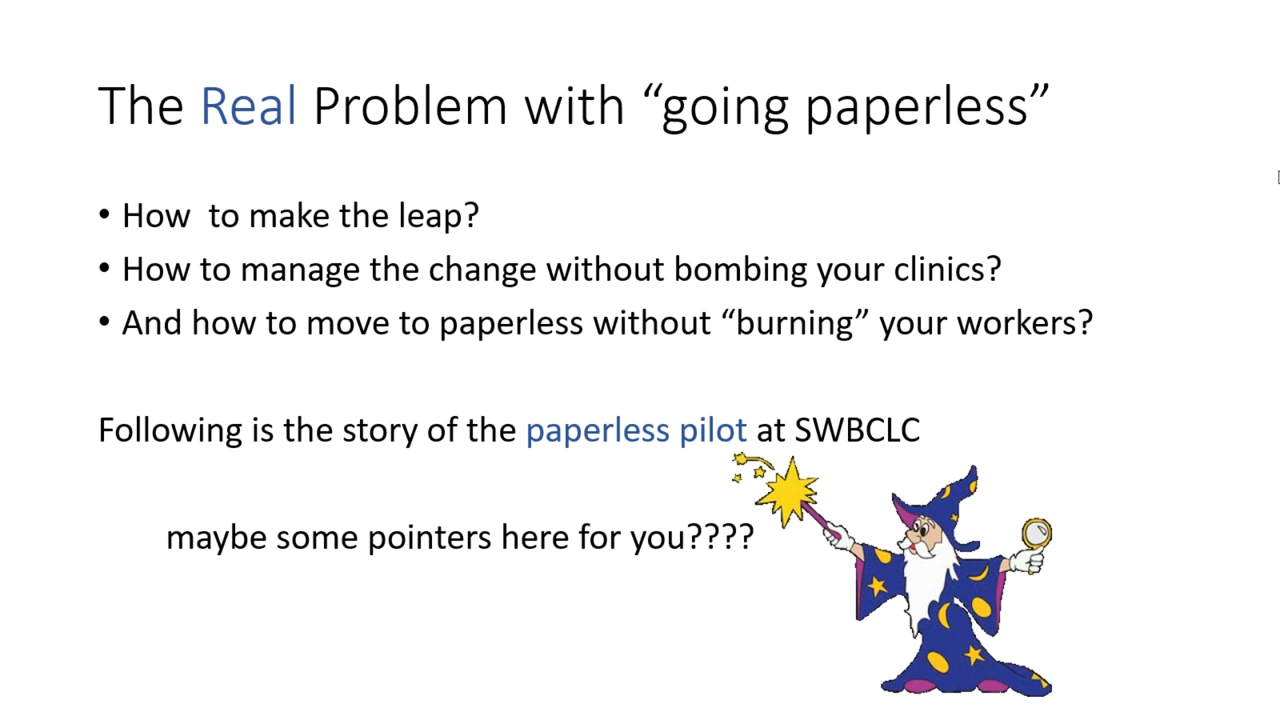 The Real Problem with “going paperless”
• How  to make the leap?
• How to manage the change without bombing your clinics?
• And how to move to paperless without “burning” your workers?
Following is the story of the paperless pilot at SWBCLC
maybe some pointers here for you????